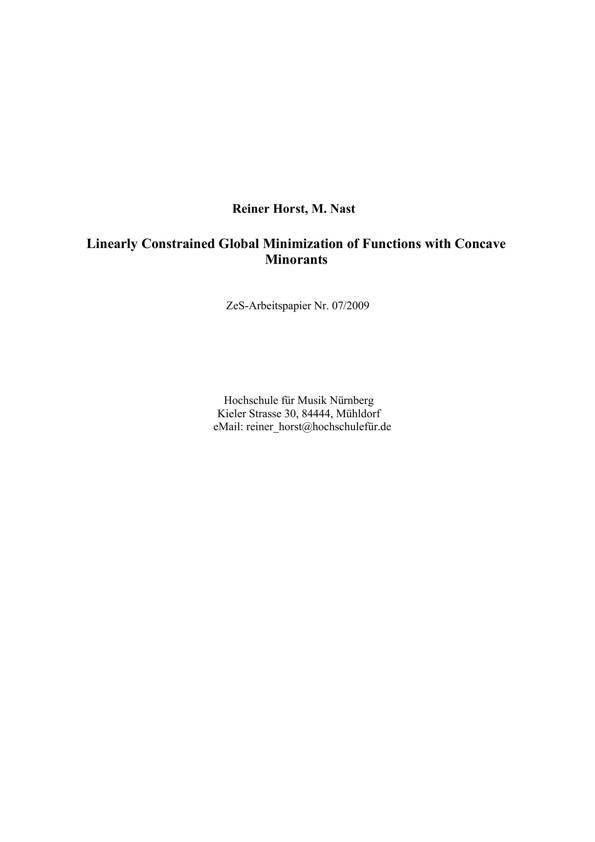 Reiner Horst, M. Nast
Linearly Constrained Global Minimization of Functions with Concave
Minorants
ZeS-Arbeitspapier Nr. 07/2009
Hochschule für Musik Nürnberg
Kieler Strasse 30, 84444, Mühldorf
eMail: reiner_horst@hochschulefür.de